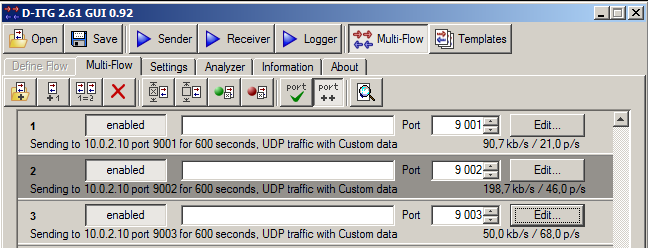 D-ITG 2.61 GUI 0.92
Open Save Sender Receiver Logger Multi-Flow Templates
Define Flow Multi-Flow Settings Analyzer Information About
+1 1=2 port port ++
1 enabled Port 9 001 Edit...
Sending to 10.0.2.10 port 9001 for 600 seconds, UDP traffic with Custom data 90,7 kb/s / 21,0 p/s
2 enabled Port 9 002 Edit...
Sending to 10.0.2.10 port 9002 for 600 seconds, UDP traffic with Custom data 198,7 kb/s / 46,0 p/s
3 enabled Port 9 003 Edit...
Sending to 10.0.2.10 port 9003 for 600 seconds, UDP traffic with Custom data 50,0 kb/s / 68,0 p/s